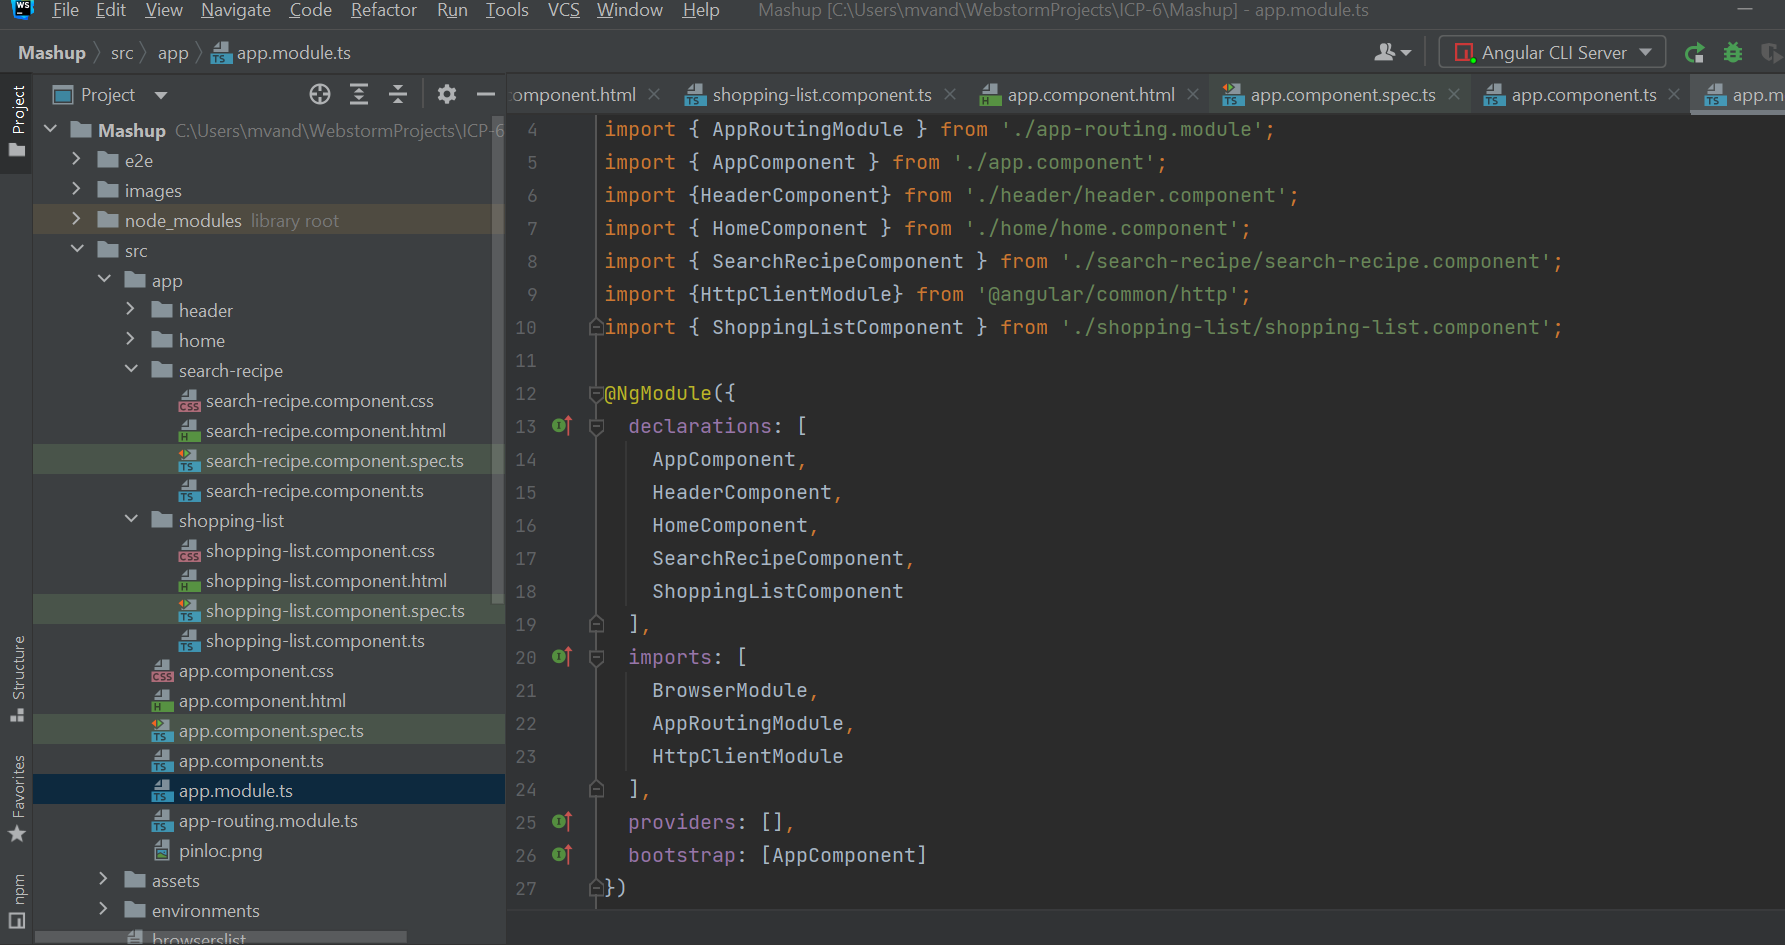 WS File Edit View Navigate Code Refactor Run Tools VCS Window Help Mashup [C:\Users\mvand\WebstormProjects\ICP-6\Mashup] - app.module.ts
Mashup src app app.module.ts Angular CLI Server
Project
Project
omponent.html shopping-list.component.ts app.component.html app.component.spec.ts app.component.ts app.m
Mashup C:\Users\mvand\WebstormProjects\ICP-6
e2e
images
node_modules library root
src
app
header
home
search-recipe
search-recipe.component.css
search-recipe.component.html
search-recipe.component.spec.ts
search-recipe.component.ts
shopping-list
shopping-list.component.css
shopping-list.component.html
shopping-list.component.spec.ts
shopping-list.component.ts
app.component.css
app.component.html
app.component.spec.ts
app.component.ts
app.module.ts
app-routing.module.ts
pinloc.png
assets
environments
browserslist
Structure
Favorites
npm
4 import { AppRoutingModule } from './app-routing.module';
5 import { AppComponent } from './app.component';
6 import {HeaderComponent} from './header/header.component';
7 import { HomeComponent } from './home/home.component';
8 import { SearchRecipeComponent } from './search-recipe/search-recipe.component';
9 import {HttpClientModule} from '@angular/common/http';
10 import { ShoppingListComponent } from './shopping-list/shopping-list.component';
11
12 @NgModule({
13 declarations: [
14 AppComponent,
15 HeaderComponent,
16 HomeComponent,
17 SearchRecipeComponent,
18 ShoppingListComponent
19 ],
20 imports: [
21 BrowserModule,
22 AppRoutingModule,
23 HttpClientModule
24 ],
25 providers: [],
26 bootstrap: [AppComponent]
27 })